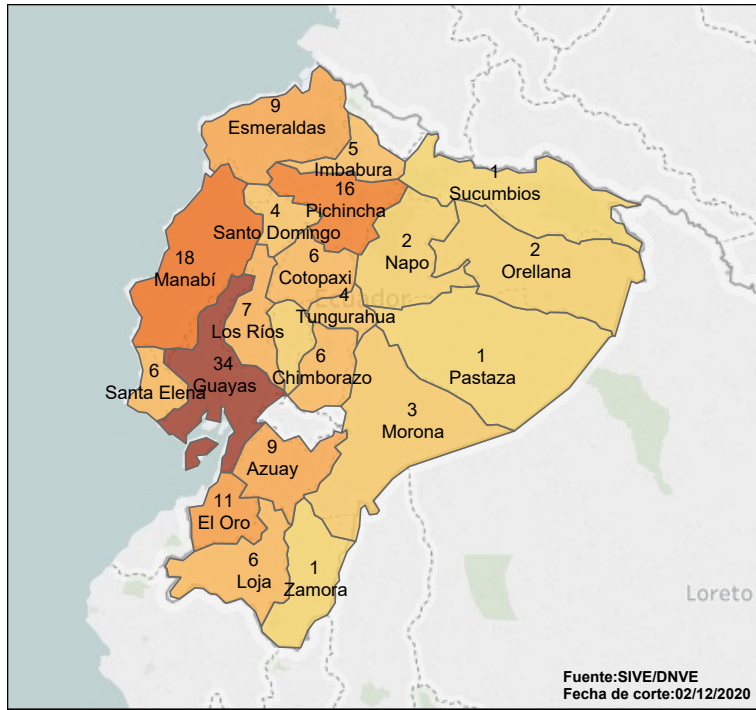 9
Esmeraldas
5
Imbabura
1
Sucumbios
16
Pichincha
4
Santo Domingo
2
Napo
2
Orellana
18
Manabí
6
Cotopaxi
Ecuador
4
Tungurahua
7
Los Ríos
6
Santa Elena
34
Guayas
6
Chimborazo
1
Pastaza
3
Morona
9
Azuay
11
El Oro
6
Loja
1
Zamora
Loreto
Fuente:SIVE/DNVE
Fecha de corte:02/12/2020